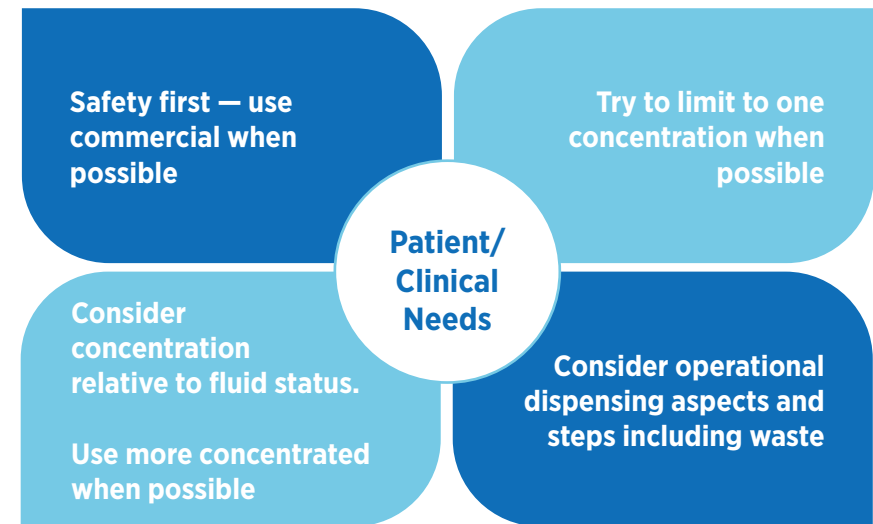 Safety first — use
commercial when
possible
Try to limit to one
concentration when
possible
Patient/
Clinical
Needs
Consider
concentration
relative to fluid status.
Use more concentrated
when possible
Consider operational
dispensing aspects and
steps including waste